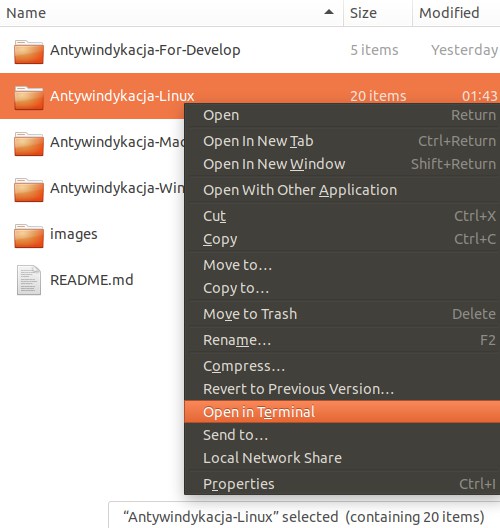 Name Size Modified
Antywindykacja-For-Develop 5 items Yesterday
Antywindykacja-Linux 20 items 01:43
Open Return
Antywindykacja-Mac
Open In New Tab Ctrl+Return
Open In New Window Shift+Return
Antywindykacja-Win
Open With Other Application
Cut Ctrl+X
images
Copy Ctrl+C
Move to...
README.md
Copy to...
Move to Trash Delete
Rename... F2
Compress...
Revert to Previous Version...
Open in Terminal
Send to...
Local Network Share
Properties Ctrl+I
“Antywindykacja-Linux” selected (containing 20 items)